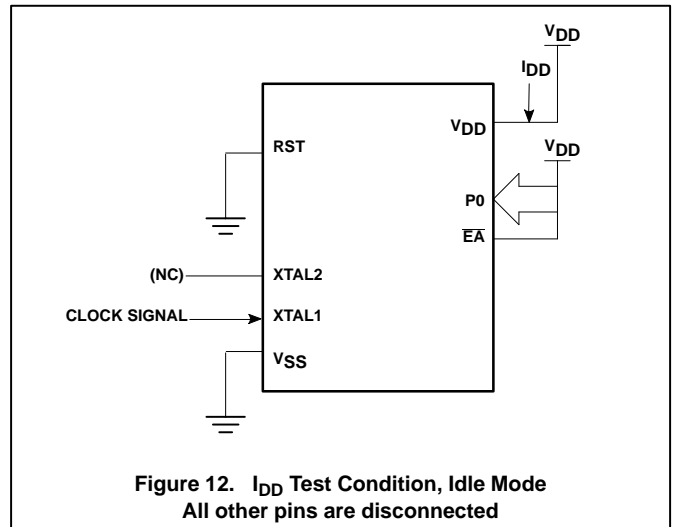 VDD
IDD
VDD
RST
VDD
P0
EA
(NC)
XTAL2
CLOCK SIGNAL
XTAL1
VSS
Figure 12. IDD Test Condition, Idle Mode
All other pins are disconnected